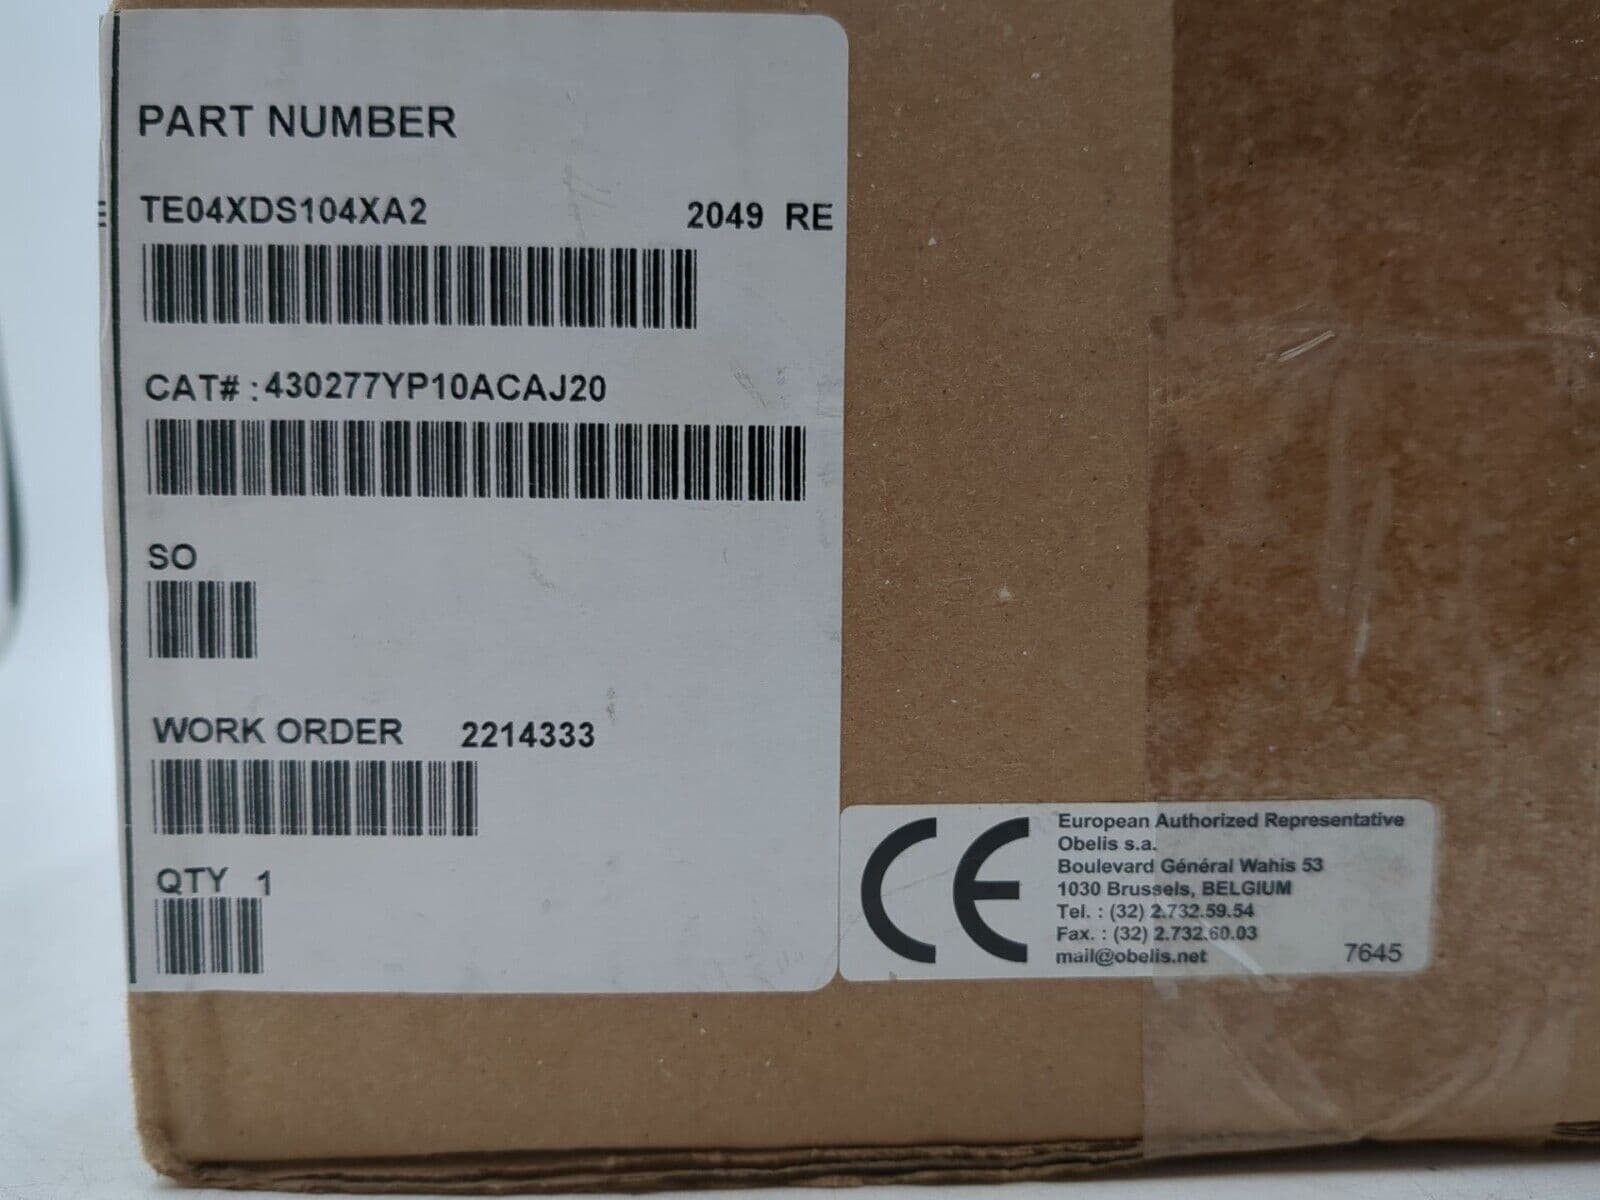 PART NUMBER
TE04XDS104XA2 2049 RE
CAT# : 430277YP10ACAJ20
SO
WORK ORDER 2214333
QTY 1
CE
European Authorized Representative
Obelis s.a.
Boulevard Général Wahis 53
1030 Brussels, BELGIUM
Tel. : (32) 2.732.59.54
Fax. : (32) 2.732.60.03
mail@obelis.net 7645